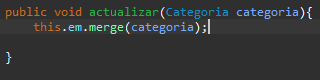 public void actualizar(Categoria categoria){
this.em.merge(categoria);
}